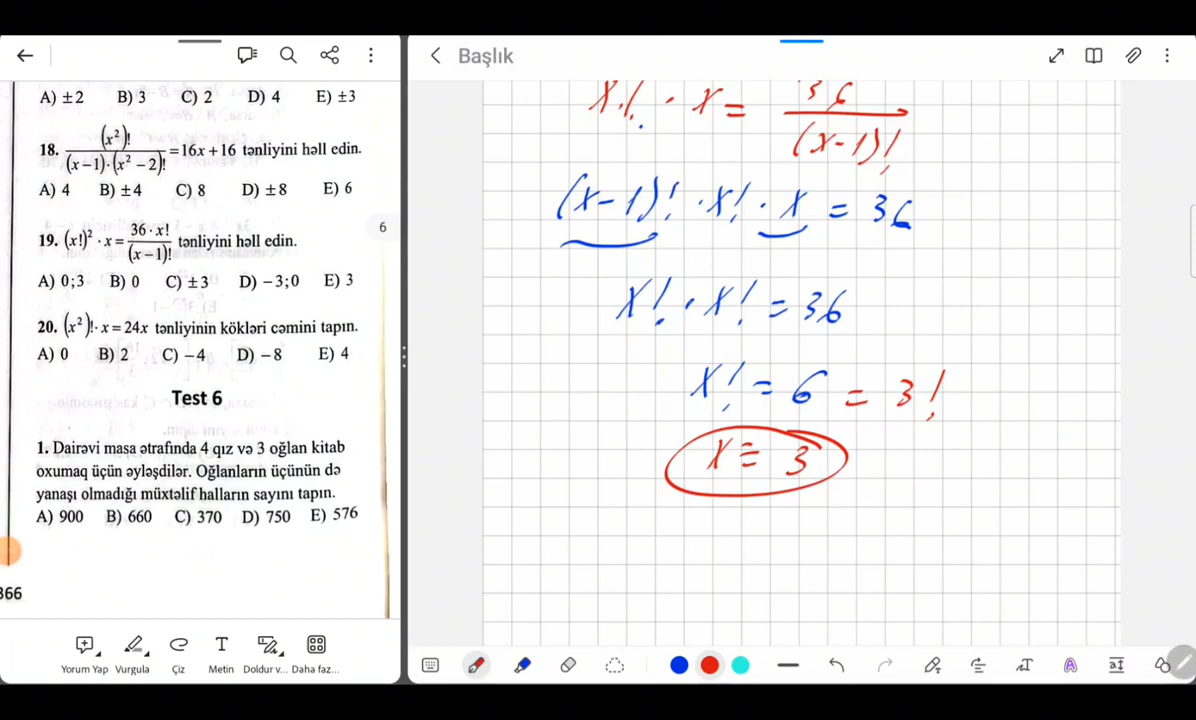 Başlık
A) ±2 B) 3 C) 2 D) 4 E) ±3
18. (x²)! / (x−1)·(x²−2)! = 16x+16 tənliyini həll edin.
A) 4 B) ±4 C) 8 D) ±8 E) 6
6
19. (x!)² · x = 36·x! / (x−1)! tənliyini həll edin.
A) 0;3 B) 0 C) ±3 D) −3;0 E) 3
20. (x²)!·x = 24x tənliyinin kökləri cəmini tapın.
A) 0 B) 2 C) −4 D) −8 E) 4
Test 6
1. Dairəvi masa ətrafında 4 qız və 3 oğlan kitab
oxumaq üçün əyləşdilər. Oğlanların üçünün də
yanaşı olmadığı müxtəlif halların sayını tapın.
A) 900 B) 660 C) 370 D) 750 E) 576
366
Yorum Yap Vurgula Çiz Metin Doldur v... Daha faz...
x! · x = 36 / (x-1)!
(x-1)! · x! · x = 36
x! · x! = 36
x! = 6 = 3!
x = 3